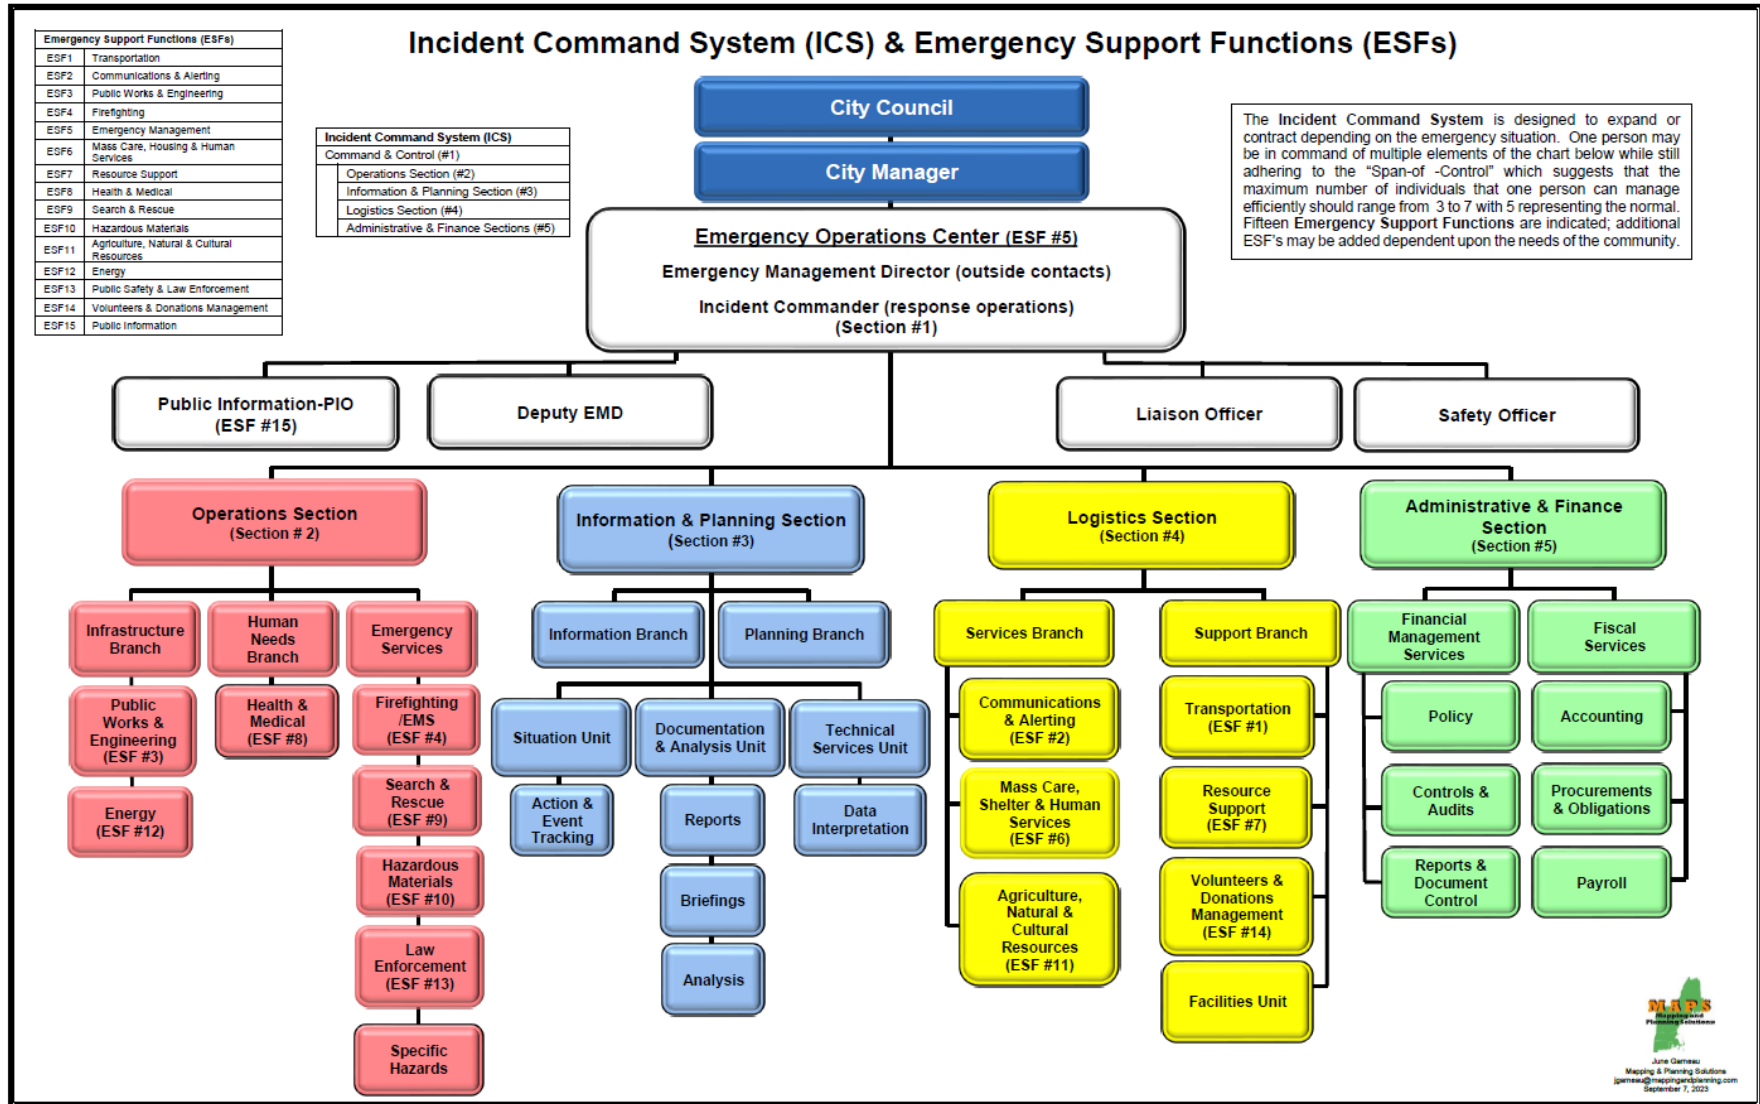 Incident Command System (ICS) & Emergency Support Functions (ESFs)
Emergency Support Functions (ESFs)
ESF1 Transportation
ESF2 Communications & Alerting
ESF3 Public Works & Engineering
ESF4 Firefighting
ESF5 Emergency Management
ESF6 Mass Care, Housing & Human
Services
ESF7 Resource Support
ESF8 Health & Medical
ESF9 Search & Rescue
ESF10 Hazardous Materials
ESF11 Agriculture, Natural & Cultural
Resources
ESF12 Energy
ESF13 Public Safety & Law Enforcement
ESF14 Volunteers & Donations Management
ESF15 Public Information
Incident Command System (ICS)
Command & Control (#1)
Operations Section (#2)
Information & Planning Section (#3)
Logistics Section (#4)
Administrative & Finance Sections (#5)
City Council
City Manager
The Incident Command System is designed to expand or
contract depending on the emergency situation. One person may
be in command of multiple elements of the chart below while still
adhering to the “Span-of -Control” which suggests that the
maximum number of individuals that one person can manage
efficiently should range from 3 to 7 with 5 representing the normal.
Fifteen Emergency Support Functions are indicated; additional
ESF's may be added dependent upon the needs of the community.
Emergency Operations Center (ESF #5)
Emergency Management Director (outside contacts)
Incident Commander (response operations)
(Section #1)
Public Information-PIO
(ESF #15)
Deputy EMD
Liaison Officer
Safety Officer
Operations Section
(Section # 2)
Infrastructure
Branch
Public
Works &
Engineering
(ESF #3)
Energy
(ESF #12)
Human
Needs
Branch
Health &
Medical
(ESF #8)
Emergency
Services
Firefighting
/EMS
(ESF #4)
Search &
Rescue
(ESF #9)
Hazardous
Materials
(ESF #10)
Law
Enforcement
(ESF #13)
Specific
Hazards
Information & Planning Section
(Section #3)
Information Branch
Planning Branch
Situation Unit
Action &
Event
Tracking
Documentation
& Analysis Unit
Reports
Briefings
Analysis
Technical
Services Unit
Data
Interpretation
Logistics Section
(Section #4)
Services Branch
Communications
& Alerting
(ESF #2)
Mass Care,
Shelter & Human
Services
(ESF #6)
Agriculture,
Natural &
Cultural
Resources
(ESF #11)
Support Branch
Transportation
(ESF #1)
Resource
Support
(ESF #7)
Volunteers &
Donations
Management
(ESF #14)
Facilities Unit
Administrative & Finance
Section
(Section #5)
Financial
Management
Services
Policy
Controls &
Audits
Reports &
Document
Control
Fiscal
Services
Accounting
Procurements
& Obligations
Payroll
MAPS
Mapping and
Planning Solutions
June Garneau
Mapping & Planning Solutions
jgarneau@mappingandplanning.com
September 7, 2023